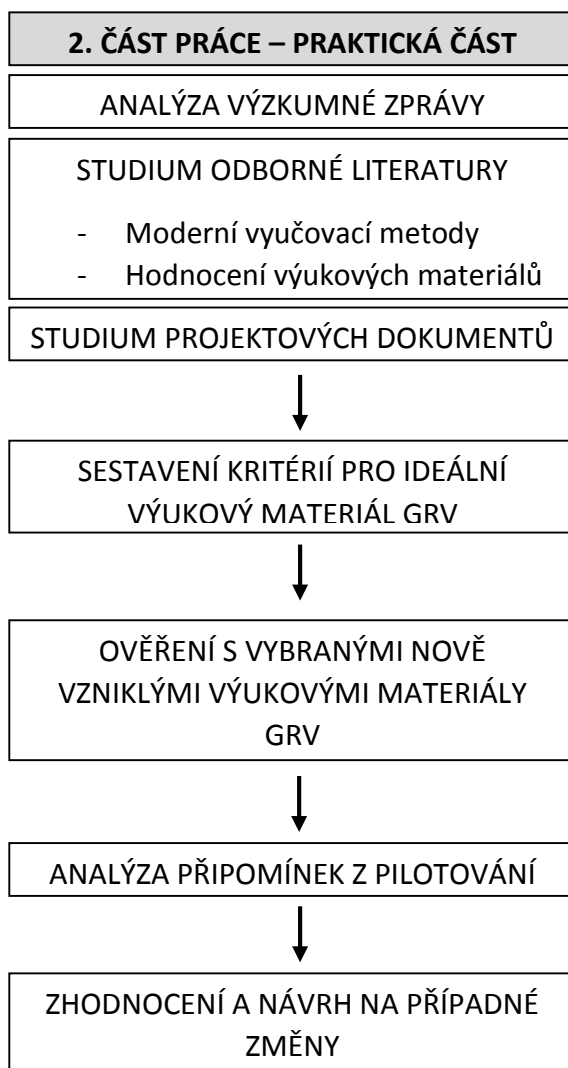 2. ČÁST PRÁCE – PRAKTICKÁ ČÁST
ANALÝZA VÝZKUMNÉ ZPRÁVY
STUDIUM ODBORNÉ LITERATURY
- Moderní vyučovací metody
- Hodnocení výukových materiálů
STUDIUM PROJEKTOVÝCH DOKUMENTŮ
SESTAVENÍ KRITÉRIÍ PRO IDEÁLNÍ
VÝUKOVÝ MATERIÁL GRV
OVĚŘENÍ S VYBRANÝMI NOVĚ
VZNIKLÝMI VÝUKOVÝMI MATERIÁLY
GRV
ANALÝZA PŘIPOMÍNEK Z PILOTOVÁNÍ
ZHODNOCENÍ A NÁVRH NA PŘÍPADNÉ
ZMĚNY